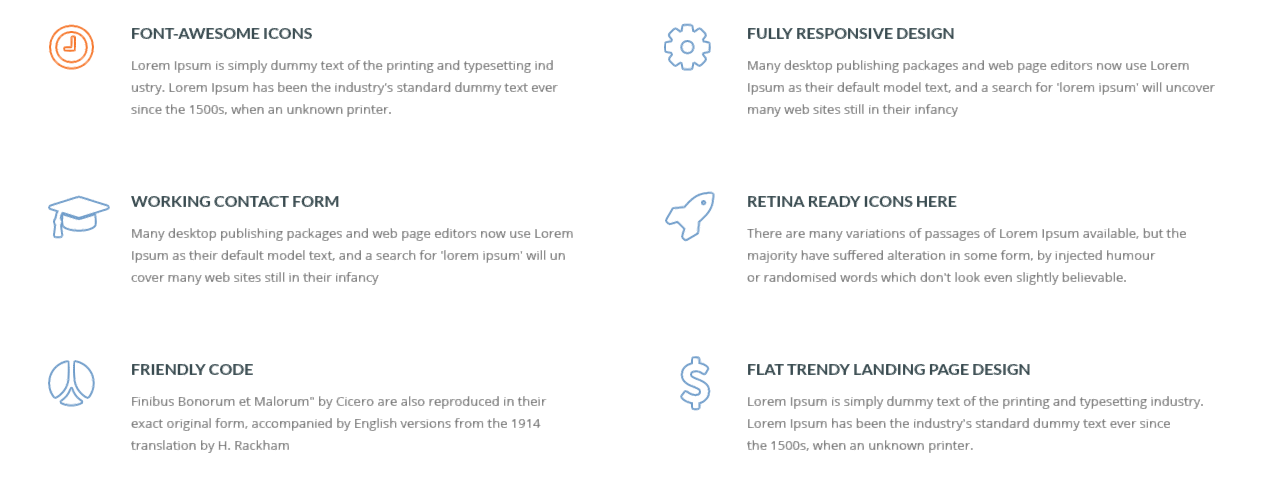 FONT-AWESOME ICONS
Lorem Ipsum is simply dummy text of the printing and typesetting ind
ustry. Lorem Ipsum has been the industry's standard dummy text ever
since the 1500s, when an unknown printer.
FULLY RESPONSIVE DESIGN
Many desktop publishing packages and web page editors now use Lorem
Ipsum as their default model text, and a search for 'lorem ipsum' will uncover
many web sites still in their infancy
WORKING CONTACT FORM
Many desktop publishing packages and web page editors now use Lorem
Ipsum as their default model text, and a search for 'lorem ipsum' will un
cover many web sites still in their infancy
RETINA READY ICONS HERE
There are many variations of passages of Lorem Ipsum available, but the
majority have suffered alteration in some form, by injected humour
or randomised words which don't look even slightly believable.
FRIENDLY CODE
Finibus Bonorum et Malorum" by Cicero are also reproduced in their
exact original form, accompanied by English versions from the 1914
translation by H. Rackham
FLAT TRENDY LANDING PAGE DESIGN
Lorem Ipsum is simply dummy text of the printing and typesetting industry.
Lorem Ipsum has been the industry's standard dummy text ever since
the 1500s, when an unknown printer.